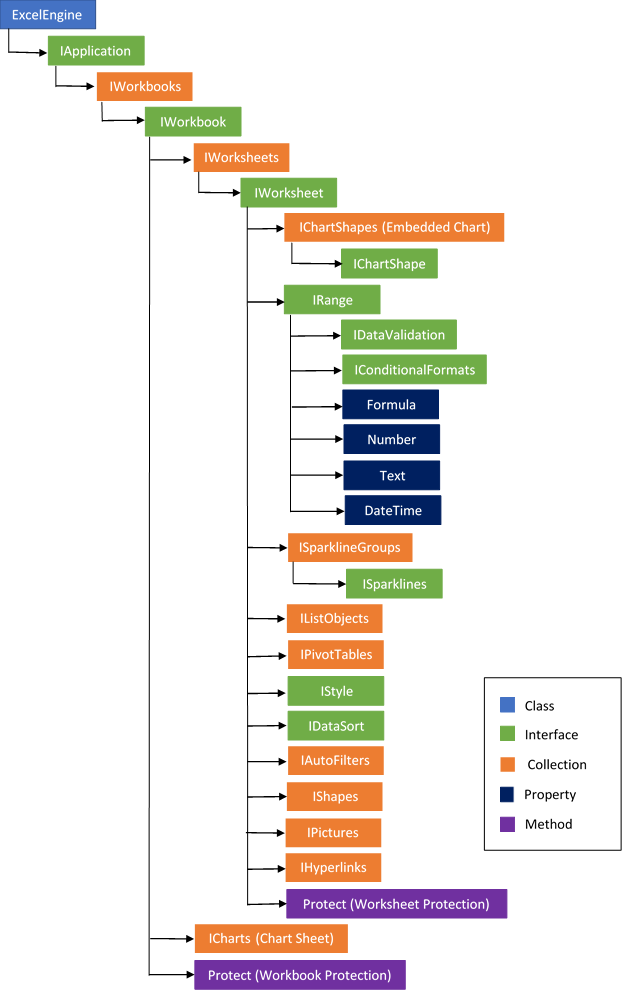 ExcelEngine
IApplication
IWorkbooks
IWorkbook
IWorksheets
IWorksheet
IChartShapes (Embedded Chart)
IChartShape
IRange
IDataValidation
IConditionalFormats
Formula
Number
Text
DateTime
ISparklineGroups
ISparklines
IListObjects
IPivotTables
IStyle
IDataSort
IAutoFilters
IShapes
IPictures
IHyperlinks
Protect (Worksheet Protection)
ICharts (Chart Sheet)
Protect (Workbook Protection)
Class
Interface
Collection
Property
Method